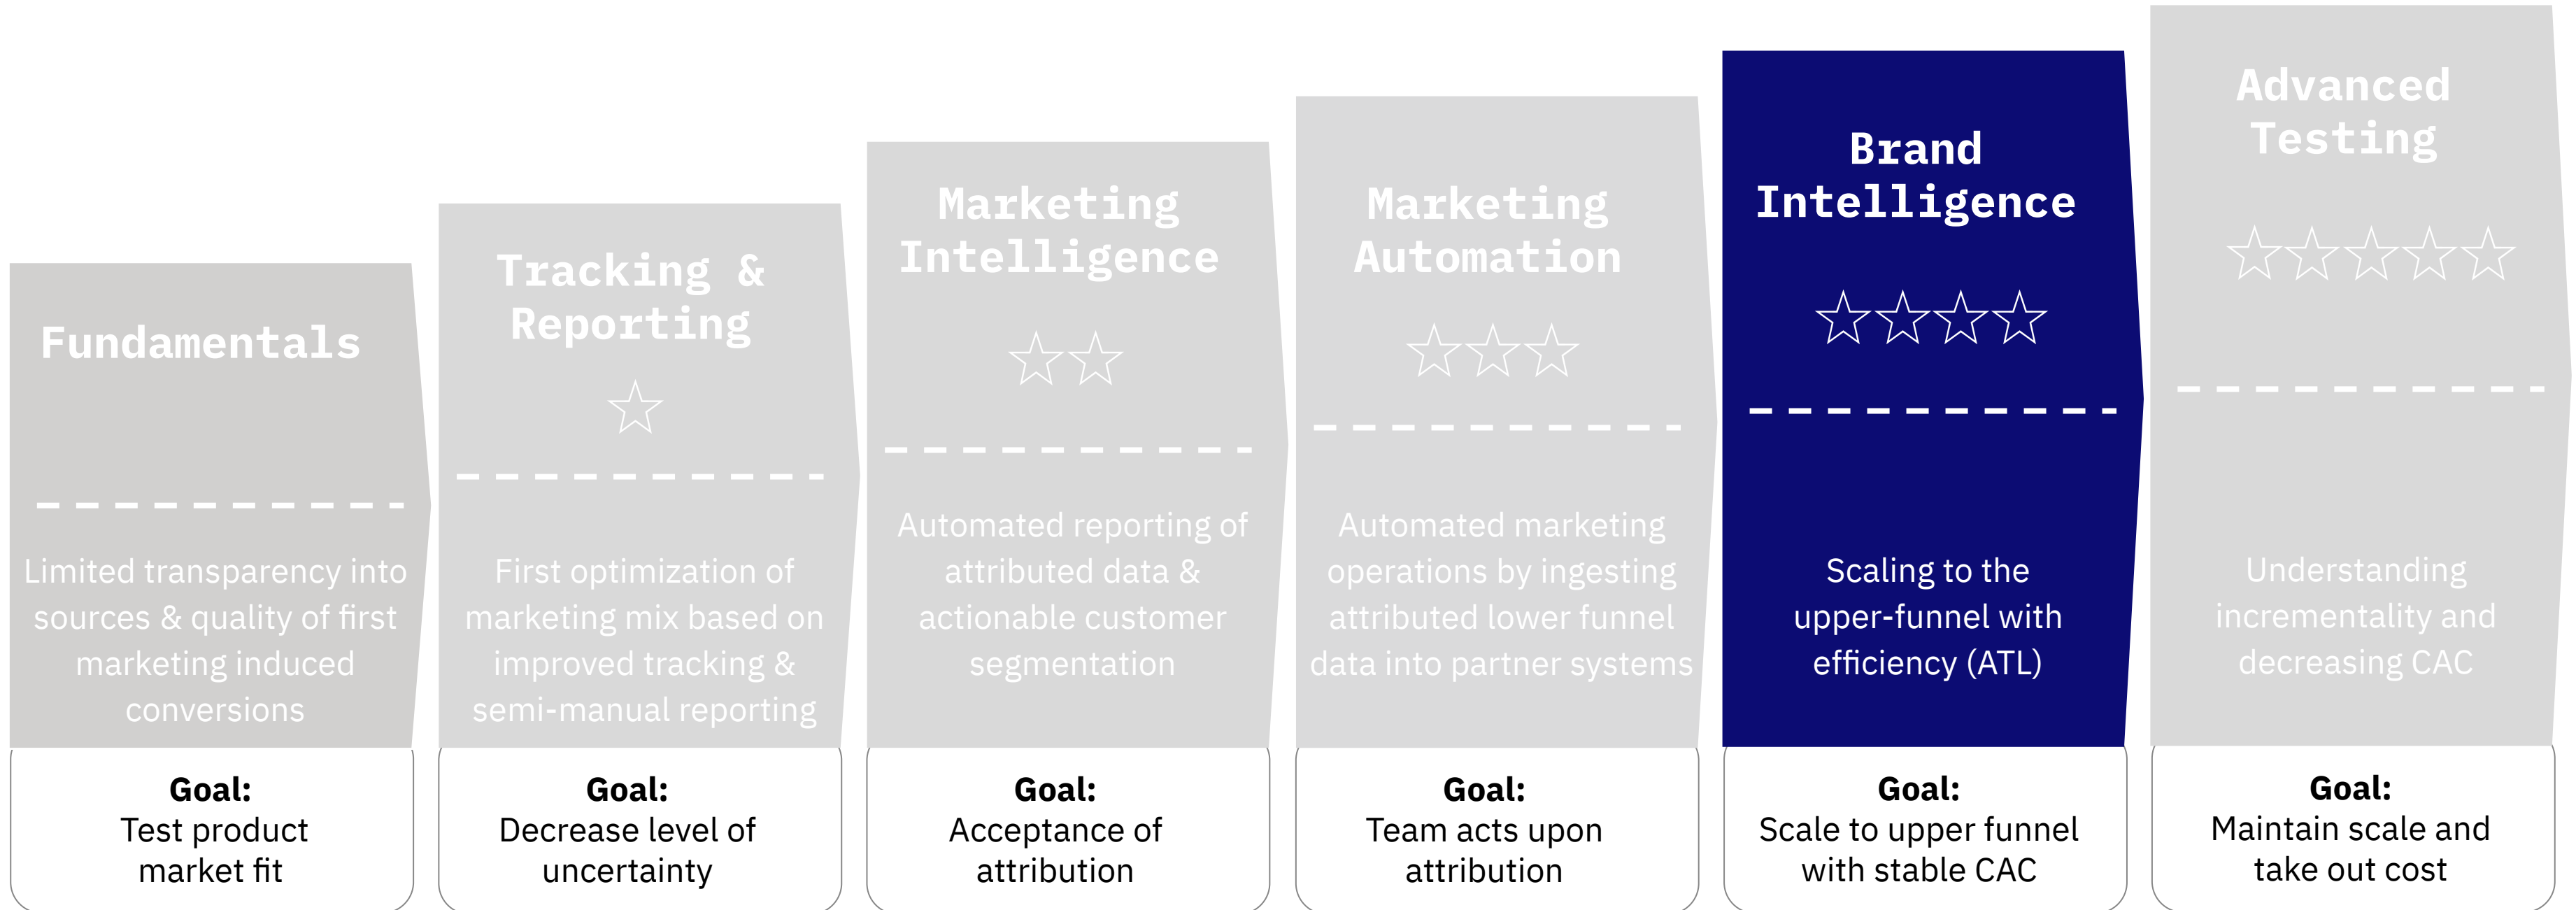 Fundamentals
Limited transparency into
sources & quality of first
marketing induced
conversions
Goal:
Test product
market fit
Tracking &
Reporting
First optimization of
marketing mix based on
improved tracking &
semi-manual reporting
Goal:
Decrease level of
uncertainty
Marketing
Intelligence
Automated reporting of
attributed data &
actionable customer
segmentation
Goal:
Acceptance of
attribution
Marketing
Automation
Automated marketing
operations by ingesting
attributed lower funnel
data into partner systems
Goal:
Team acts upon
attribution
Brand
Intelligence
Scaling to the
upper-funnel with
efficiency (ATL)
Goal:
Scale to upper funnel
with stable CAC
Advanced
Testing
Understanding
incrementality and
decreasing CAC
Goal:
Maintain scale and
take out cost